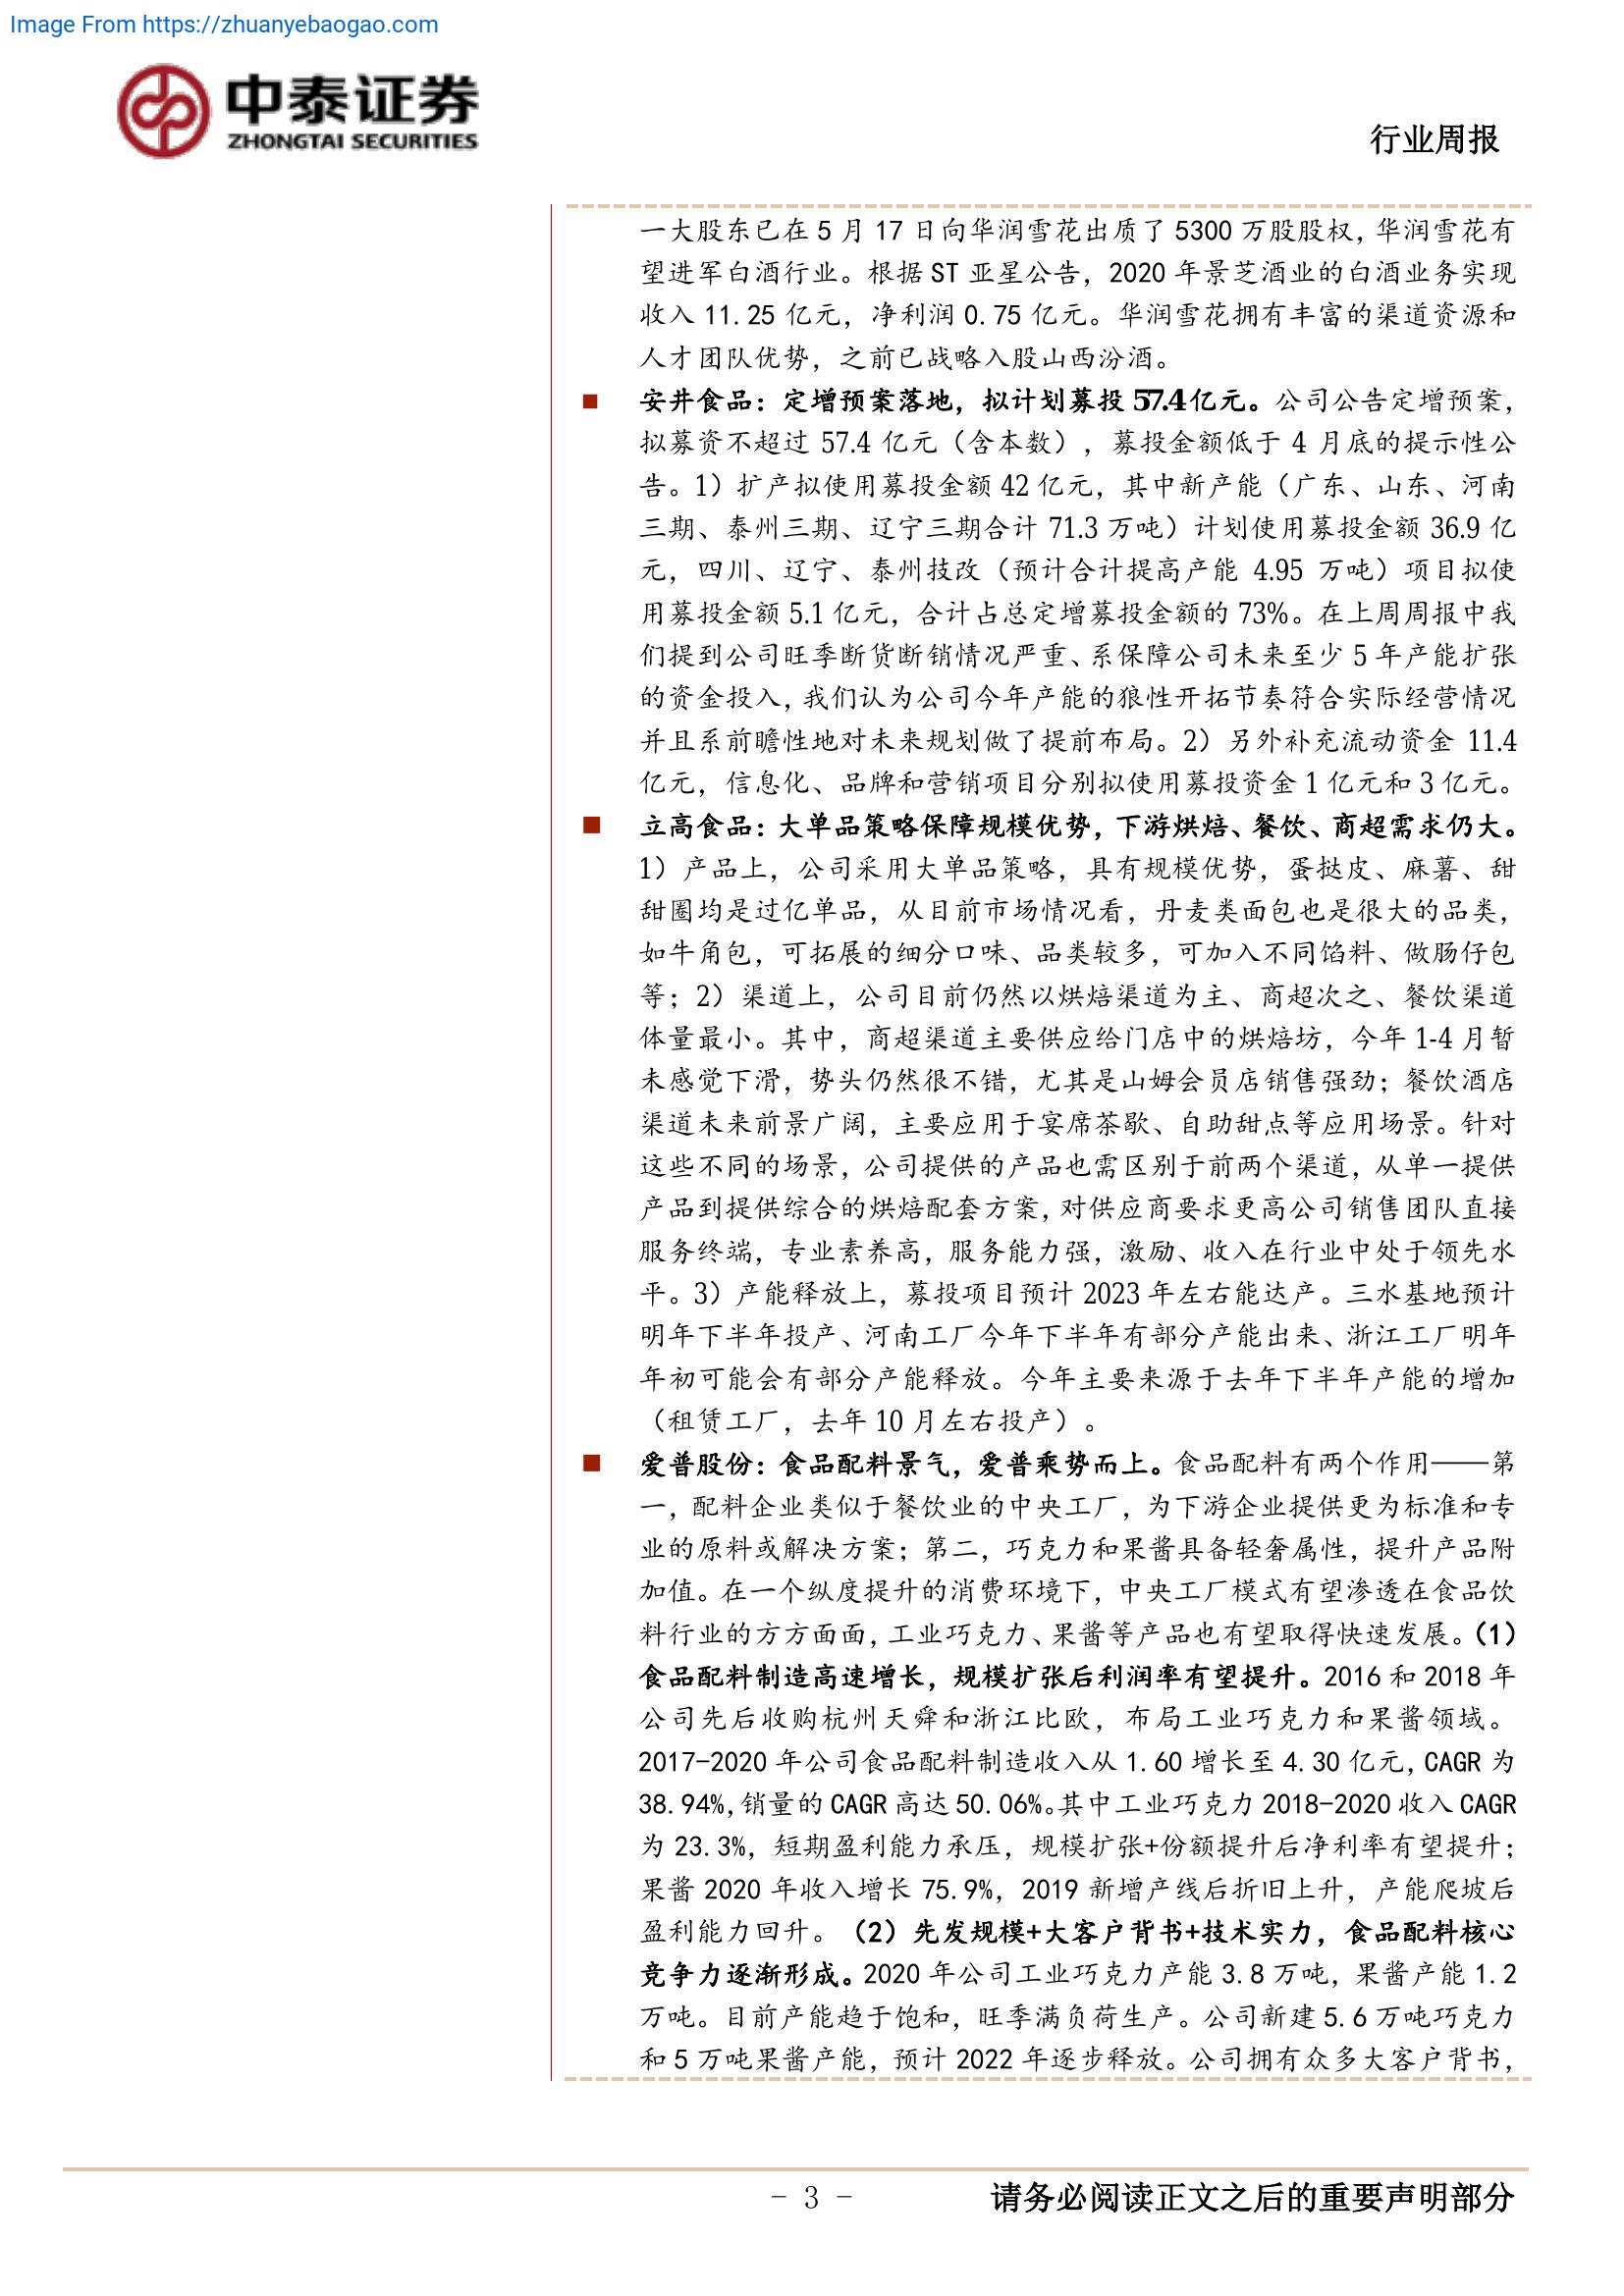 Image From https://zhuanyebaogao.com
中泰证券
ZHONGTAI SECURITIES
行业周报
一大股东已在 5 月 17 日向华润雪花出质了 5300 万股股权，华润雪花有
望进军白酒行业。根据 ST 亚星公告，2020 年景芝酒业的白酒业务实现
收入 11.25 亿元，净利润 0.75 亿元。华润雪花拥有丰富的渠道资源和
人才团队优势，之前已战略入股山西汾酒。
■ 安井食品：定增预案落地，拟计划募投 57.4 亿元。公司公告定增预案，
拟募资不超过 57.4 亿元（含本数），募投金额低于 4 月底的提示性公
告。1）扩产拟使用募投金额 42 亿元，其中新产能（广东、山东、河南
三期、泰州三期、辽宁三期合计 71.3 万吨）计划使用募投金额 36.9 亿
元，四川、辽宁、泰州技改（预计合计提高产能 4.95 万吨）项目拟使
用募投金额 5.1 亿元，合计占总定增募投金额的 73%。在上周周报中我
们提到公司旺季断货断销情况严重、系保障公司未来至少 5 年产能扩张
的资金投入，我们认为公司今年产能的狼性开拓节奏符合实际经营情况
并且系前瞻性地对未来规划做了提前布局。2）另外补充流动资金 11.4
亿元，信息化、品牌和营销项目分别拟使用募投资金 1 亿元和 3 亿元。
■ 立高食品：大单品策略保障规模优势，下游烘焙、餐饮、商超需求仍大。
1）产品上，公司采用大单品策略，具有规模优势，蛋挞皮、麻薯、甜
甜圈均是过亿单品，从目前市场情况看，丹麦类面包也是很大的品类，
如牛角包，可拓展的细分口味、品类较多，可加入不同馅料、做肠仔包
等；2）渠道上，公司目前仍然以烘焙渠道为主、商超次之、餐饮渠道
体量最小。其中，商超渠道主要供应给门店中的烘焙坊，今年 1-4 月暂
未感觉下滑，势头仍然很不错，尤其是山姆会员店销售强劲；餐饮酒店
渠道未来前景广阔，主要应用于宴席茶歇、自助甜点等应用场景。针对
这些不同的场景，公司提供的产品也需区别于前两个渠道，从单一提供
产品到提供综合的烘焙配套方案，对供应商要求更高公司销售团队直接
服务终端，专业素养高，服务能力强，激励、收入在行业中处于领先水
平。3）产能释放上，募投项目预计 2023 年左右能达产。三水基地预计
明年下半年投产、河南工厂今年下半年有部分产能出来、浙江工厂明年
年初可能会有部分产能释放。今年主要来源于去年下半年产能的增加
（租赁工厂，去年 10 月左右投产）。
■ 爱普股份：食品配料景气，爱普乘势而上。食品配料有两个作用——第
一，配料企业类似于餐饮业的中央工厂，为下游企业提供更为标准和专
业的原料或解决方案；第二，巧克力和果酱具备轻奢属性，提升产品附
加值。在一个纵度提升的消费环境下，中央工厂模式有望渗透在食品饮
料行业的方方面面，工业巧克力、果酱等产品也有望取得快速发展。（1）
食品配料制造高速增长，规模扩张后利润率有望提升。2016 和 2018 年
公司先后收购杭州天舜和浙江比欧，布局工业巧克力和果酱领域。
2017-2020 年公司食品配料制造收入从 1.60 增长至 4.30 亿元，CAGR 为
38.94%，销量的 CAGR 高达 50.06%。其中工业巧克力 2018-2020 收入 CAGR
为 23.3%，短期盈利能力承压，规模扩张+份额提升后净利率有望提升；
果酱 2020 年收入增长 75.9%，2019 新增产线后折旧上升，产能爬坡后
盈利能力回升。（2）先发规模+大客户背书+技术实力，食品配料核心
竞争力逐渐形成。2020 年公司工业巧克力产能 3.8 万吨，果酱产能 1.2
万吨。目前产能趋于饱和，旺季满负荷生产。公司新建 5.6 万吨巧克力
和 5 万吨果酱产能，预计 2022 年逐步释放。公司拥有众多大客户背书，
- 3 -
请务必阅读正文之后的重要声明部分